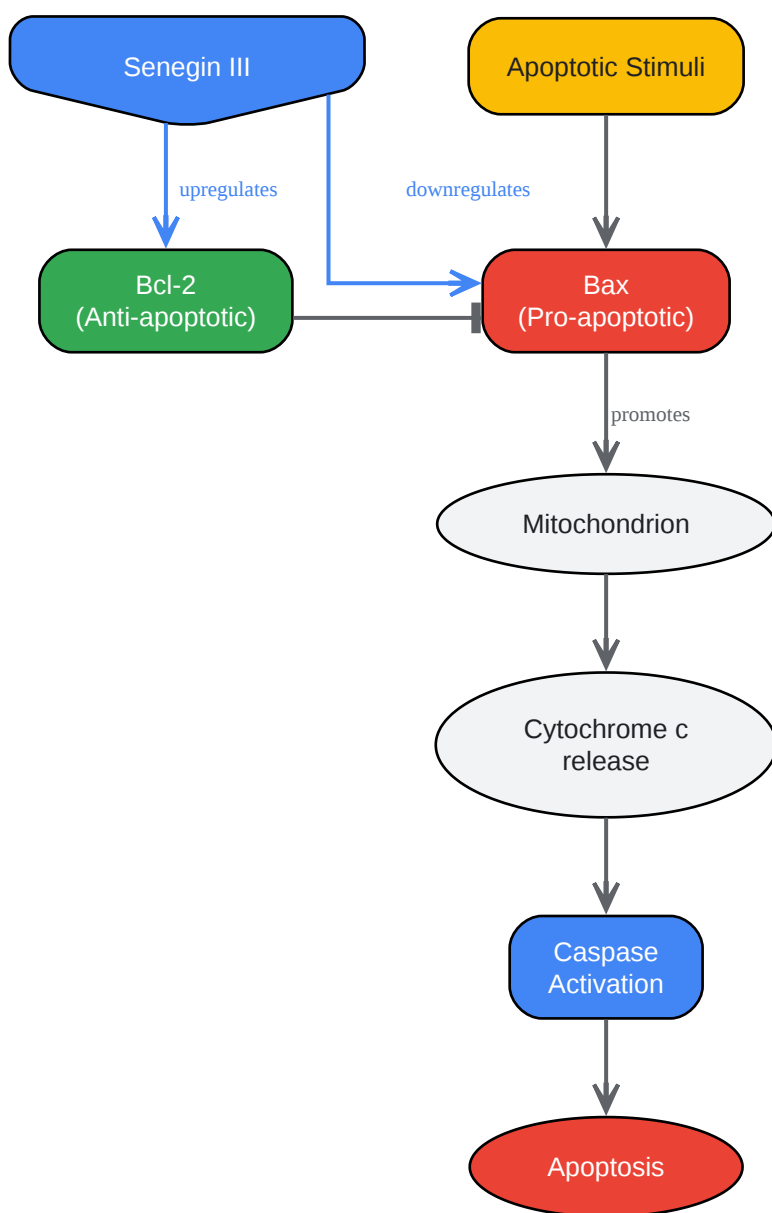 Senegin III
Apoptotic Stimuli
upregulates
downregulates
Bcl-2
(Anti-apoptotic)
Bax
(Pro-apoptotic)
promotes
Mitochondrion
Cytochrome c
release
Caspase
Activation
Apoptosis